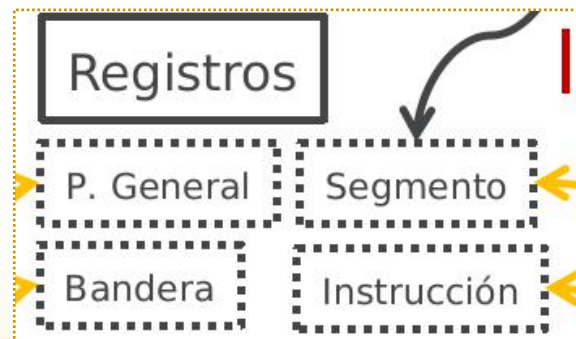 Registros
P. General
Segmento
Bandera
Instrucción